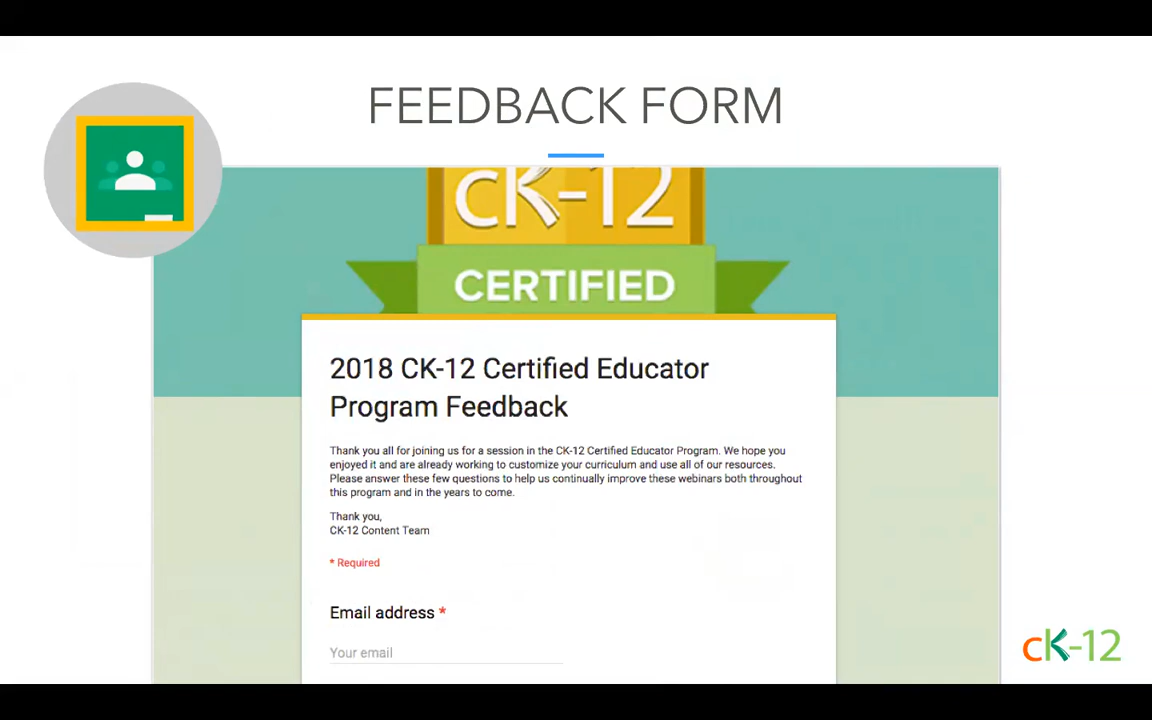 FEEDBACK FORM
cK-12
CERTIFIED
2018 CK-12 Certified Educator
Program Feedback
Thank you all for joining us for a session in the CK-12 Certified Educator Program. We hope you
enjoyed it and are already working to customize your curriculum and use all of our resources.
Please answer these few questions to help us continually improve these webinars both throughout
this program and in the years to come.
Thank you,
CK-12 Content Team
* Required
Email address *
Your email
cK-12